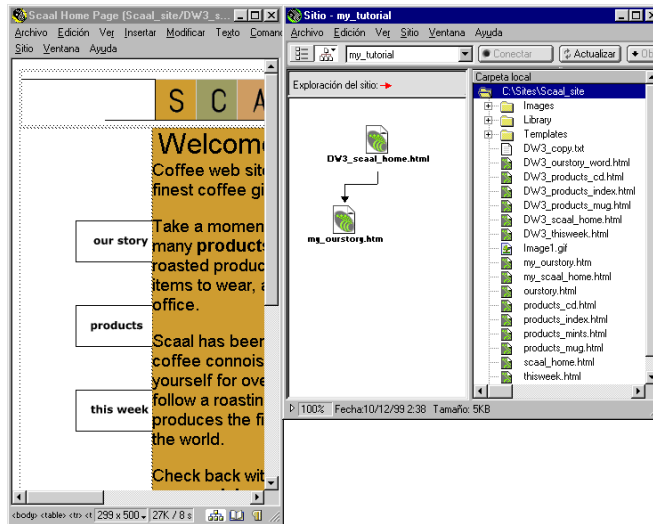 Scaal Home Page (Scaal_site/DW3_s...
Archivo Edición Ver Insertar Modificar Texto Comand
Sitio Ventana Ayuda
S C A
Welcom
Coffee web site
finest coffee gi
Take a momen
many products
roasted produc
items to wear, a
office.
our story
products
Scaal has been
coffee connois
yourself for ove
follow a roastin
produces the fi
the world.
this week
Check back wit
<body> <table> <tr> <t 299 x 500 27K / 8 s
Sitio - my_tutorial
Archivo Edición Ver Sitio Ventana Ayuda
my_tutorial Conectar Actualizar Ob
Exploración del sitio:
DW3_scaal_home.html
my_ourstory.htm
Carpeta local
C:\Sites\Scaal_site
Images
Library
Templates
DW3_copy.txt
DW3_ourstory_word.html
DW3_products_cd.html
DW3_products_index.html
DW3_products_mug.html
DW3_scaal_home.html
DW3_thisweek.html
Image1.gif
my_ourstory.htm
my_scaal_home.html
ourstory.html
products_cd.html
products_index.html
products_mints.html
products_mug.html
scaal_home.html
thisweek.html
100% Fecha:10/12/99 2:38 Tamaño: 5KB